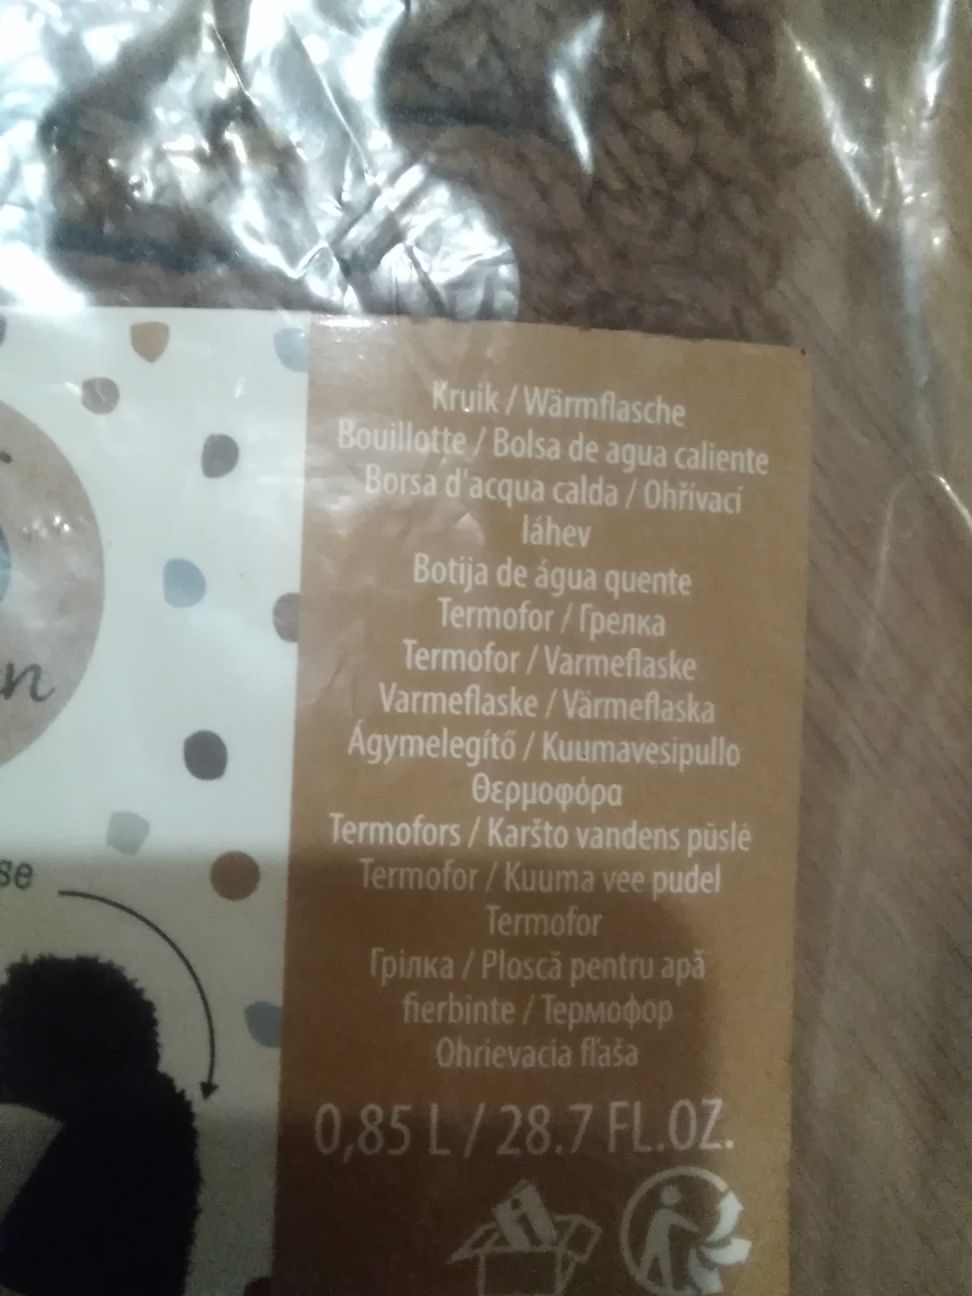 Kruik / Wärmflasche
Bouillotte / Bolsa de agua caliente
Borsa d'acqua calda / Ohřívací
láhev
Botija de água quente
Termofor / Грелка
Termofor / Varmeflaske
Varmeflaske / Värmeflaska
Ágymelegítő / Kuumavesipullo
Θερμοφόρα
Termofors / Karšto vandens pūslė
Termofor / Kuuma vee pudel
Termofor
Грілка / Ploscă pentru apă
fierbinte / Термофор
Ohrievacia fľaša
0,85 L / 28.7 FL.OZ.